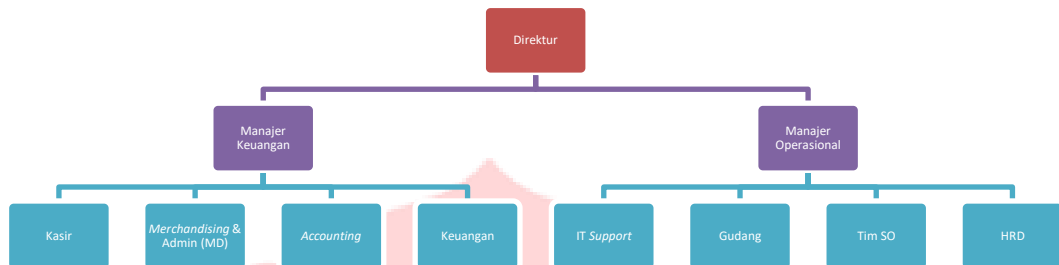 Direktur
Manajer
Keuangan
Manajer
Operasional
Kasir
Merchandising &
Admin (MD)
Accounting
Keuangan
IT Support
Gudang
Tim SO
HRD